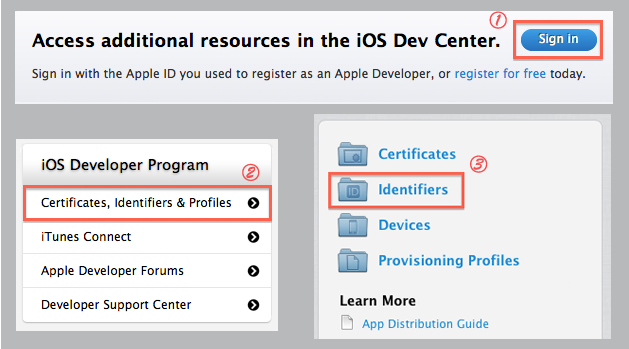 ①
Access additional resources in the iOS Dev Center.
Sign in
Sign in with the Apple ID you used to register as an Apple Developer, or register for free today.
iOS Developer Program
②
Certificates, Identifiers & Profiles
iTunes Connect
Apple Developer Forums
Developer Support Center
Certificates
③
ID
Identifiers
Devices
Provisioning Profiles
Learn More
App Distribution Guide